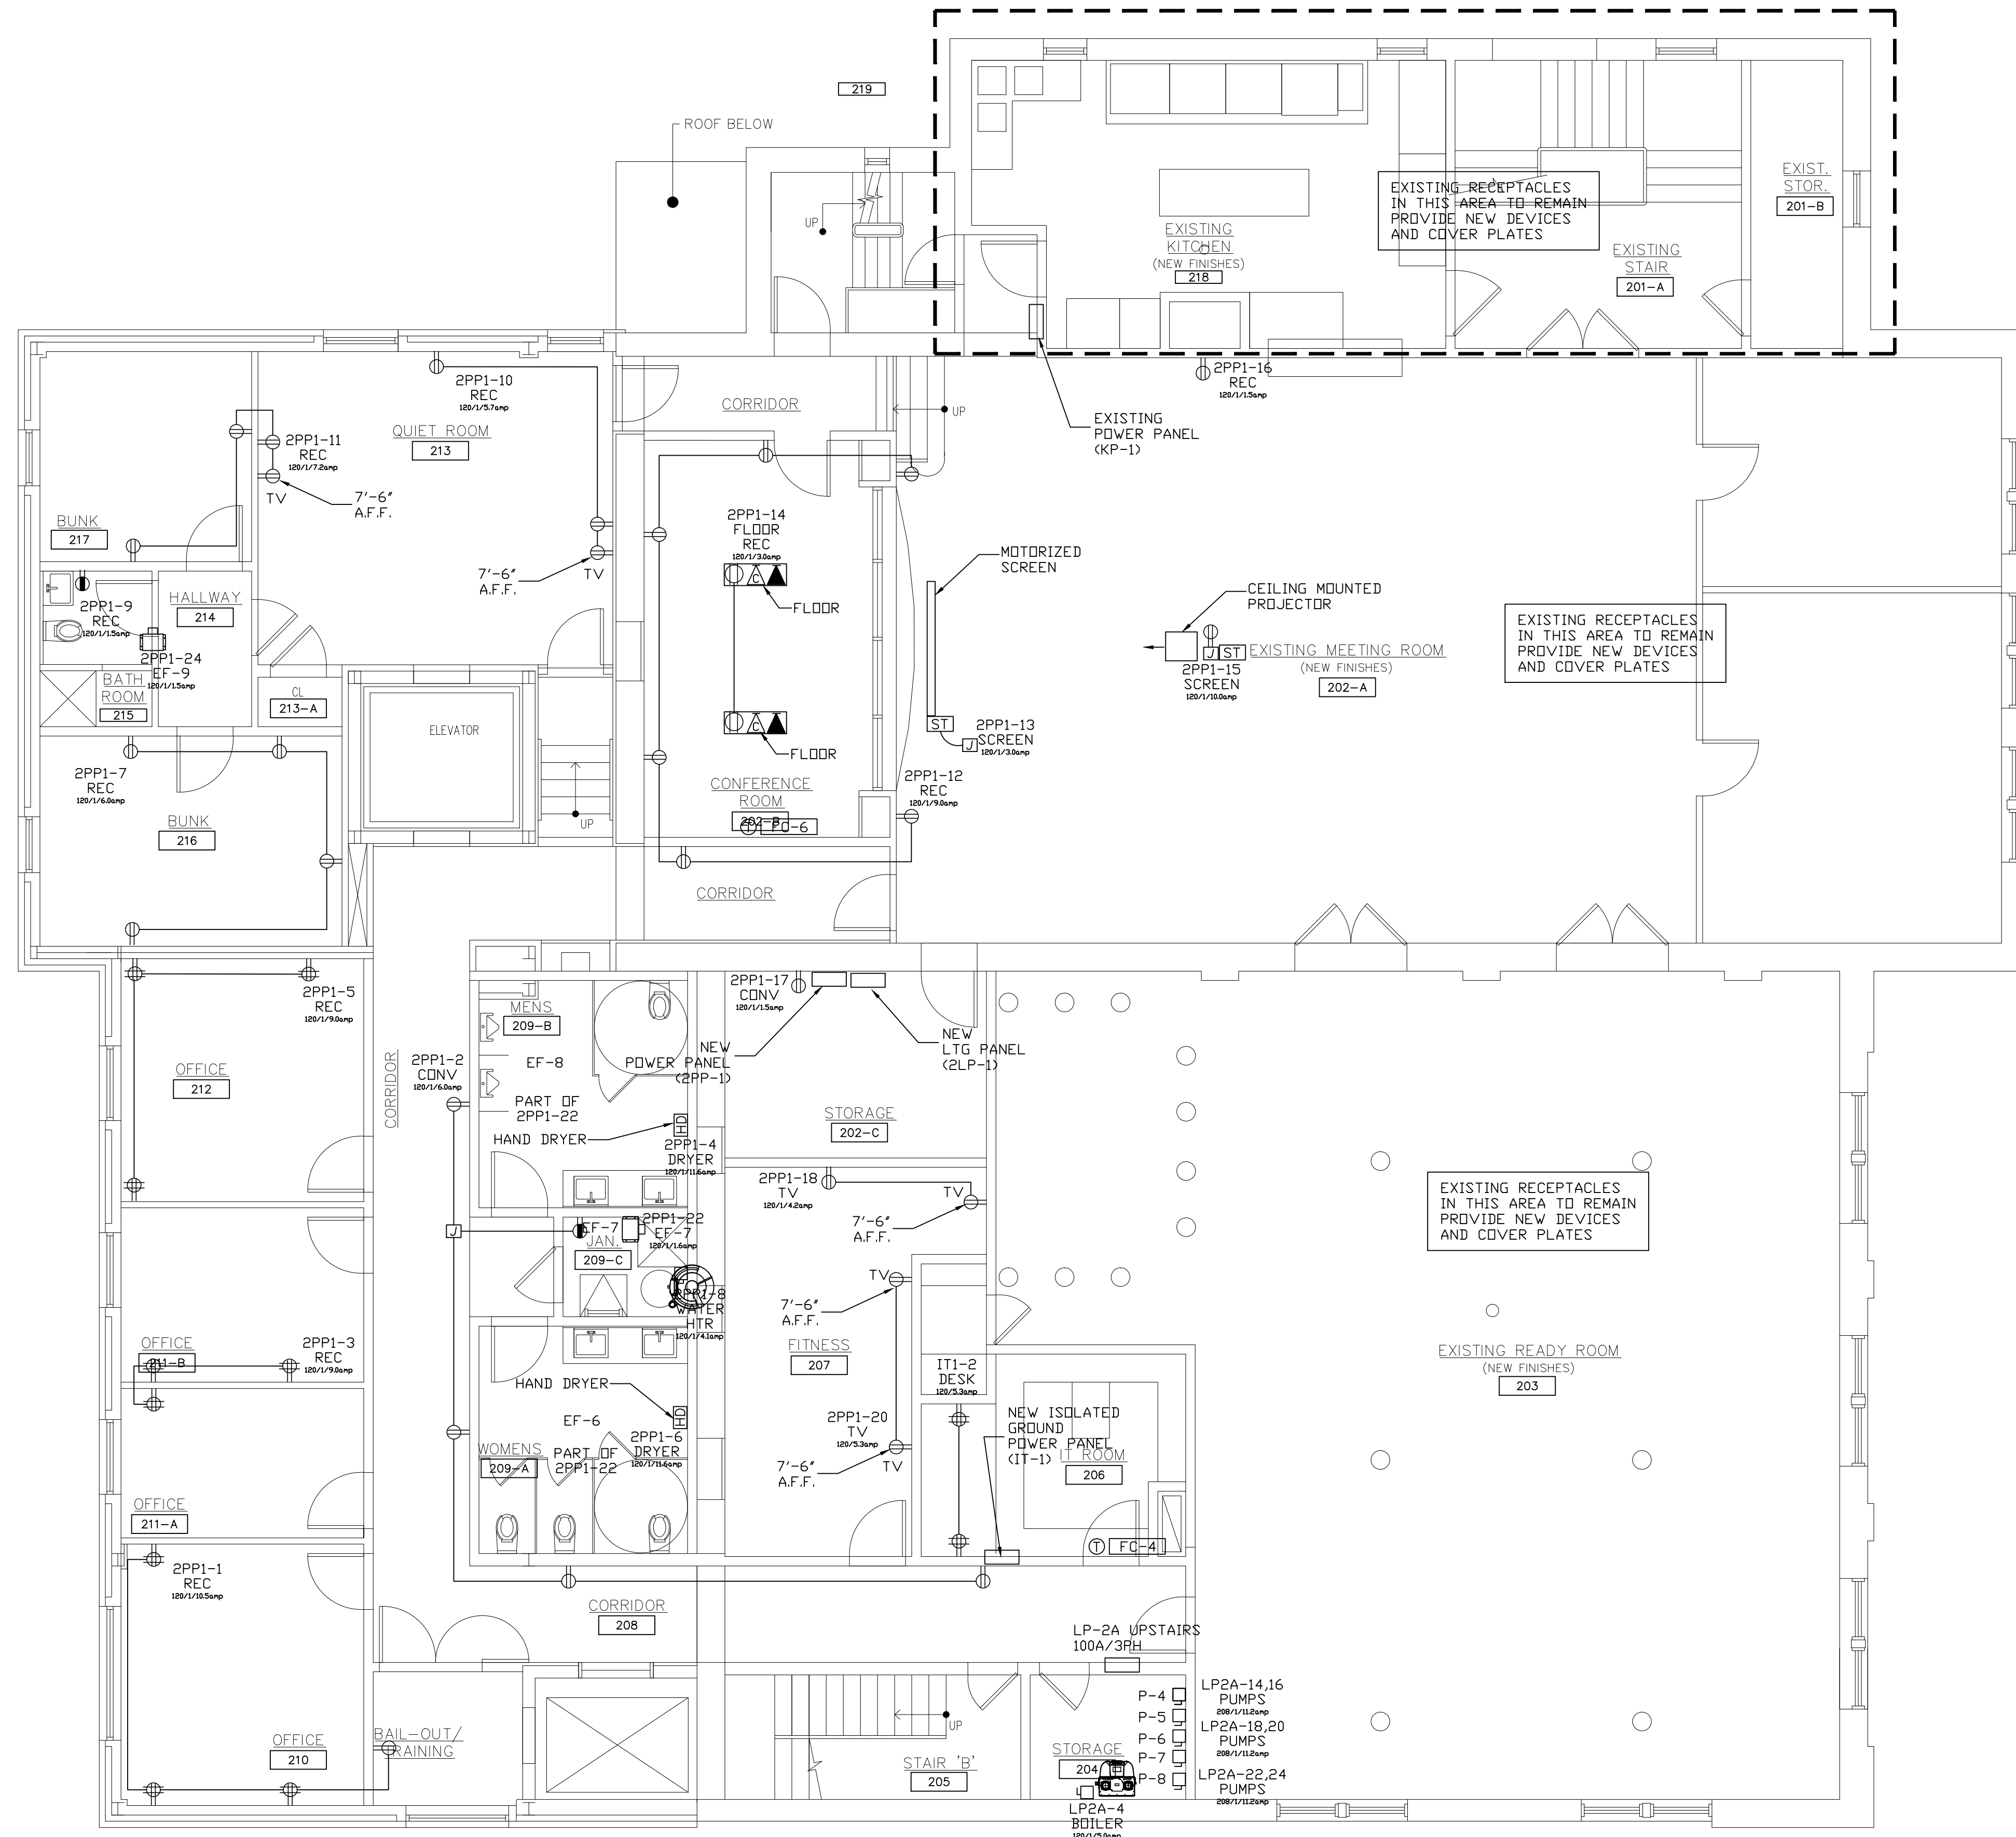 219
ROOF BELOW
UP
EXISTING
KITCHEN
(NEW FINISHES)
218
EXISTING RECEPTACLES
IN THIS AREA TO REMAIN
PROVIDE NEW DEVICES
AND COVER PLATES
EXIST.
STOR.
201-B
EXISTING
STAIR
201-A
2PP1-10
REC
120/1/5.7amp
QUIET ROOM
213
2PP1-11
REC
120/1/7.2amp
TV
7'-6"
A.F.F.
BUNK
217
7'-6"
A.F.F.
TV
CORRIDOR
UP
EXISTING
POWER PANEL
(KP-1)
2PP1-16
REC
120/1/1.5amp
2PP1-14
FLOOR
REC
120/1/3.0amp
C
FLOOR
MOTORIZED
SCREEN
CEILING MOUNTED
PROJECTOR
J
ST
EXISTING MEETING ROOM
(NEW FINISHES)
202-A
2PP1-15
SCREEN
120/1/10.0amp
EXISTING RECEPTACLES
IN THIS AREA TO REMAIN
PROVIDE NEW DEVICES
AND COVER PLATES
2PP1-9
REC
120/1/1.5amp
HALLWAY
214
2PP1-24
EF-9
120/1/1.5amp
BATH
ROOM
215
CL
213-A
ELEVATOR
C
FLOOR
ST
J
2PP1-13
SCREEN
120/1/3.0amp
2PP1-7
REC
120/1/6.0amp
BUNK
216
UP
CONFERENCE
ROOM
202-B
T
FC-6
2PP1-12
REC
120/1/9.0amp
CORRIDOR
2PP1-5
REC
120/1/9.0amp
OFFICE
212
CORRIDOR
2PP1-2
CONV
120/1/6.0amp
MENS
209-B
EF-8
PART OF
2PP1-22
HAND DRYER
HD
2PP1-4
DRYER
120/1/11.6amp
NEW
POWER PANEL
(2PP-1)
2PP1-17
CONV
120/1/1.5amp
NEW
LTG PANEL
(2LP-1)
STORAGE
202-C
2PP1-18
TV
120/1/4.2amp
TV
7'-6"
A.F.F.
EXISTING RECEPTACLES
IN THIS AREA TO REMAIN
PROVIDE NEW DEVICES
AND COVER PLATES
J
EF-7
JAN.
209-C
2PP1-22
EF-7
120/1/1.6amp
2PP1-8
WATER
HTR
120/1/4.1amp
TV
7'-6"
A.F.F.
FITNESS
207
OFFICE
211-B
2PP1-3
REC
120/1/9.0amp
IT1-2
DESK
120/5.3amp
EXISTING READY ROOM
(NEW FINISHES)
203
HAND DRYER
HD
EF-6
2PP1-6
DRYER
120/1/11.6amp
WOMENS
209-A
PART OF
2PP1-22
2PP1-20
TV
120/5.3amp
7'-6"
A.F.F.
TV
NEW ISOLATED
GROUND
POWER PANEL
(IT-1)
IT ROOM
206
T
FC-4
OFFICE
211-A
2PP1-1
REC
120/1/10.5amp
CORRIDOR
208
LP-2A UPSTAIRS
100A/3PH
OFFICE
210
BAIL-OUT/
TRAINING
UP
STAIR 'B'
205
STORAGE
204
P-4
P-5
P-6
P-7
P-8
LP2A-14,16
PUMPS
208/1/11.2amp
LP2A-18,20
PUMPS
208/1/11.2amp
LP2A-22,24
PUMPS
208/1/11.2amp
LP2A-4
BOILER
120/1/5.0amp